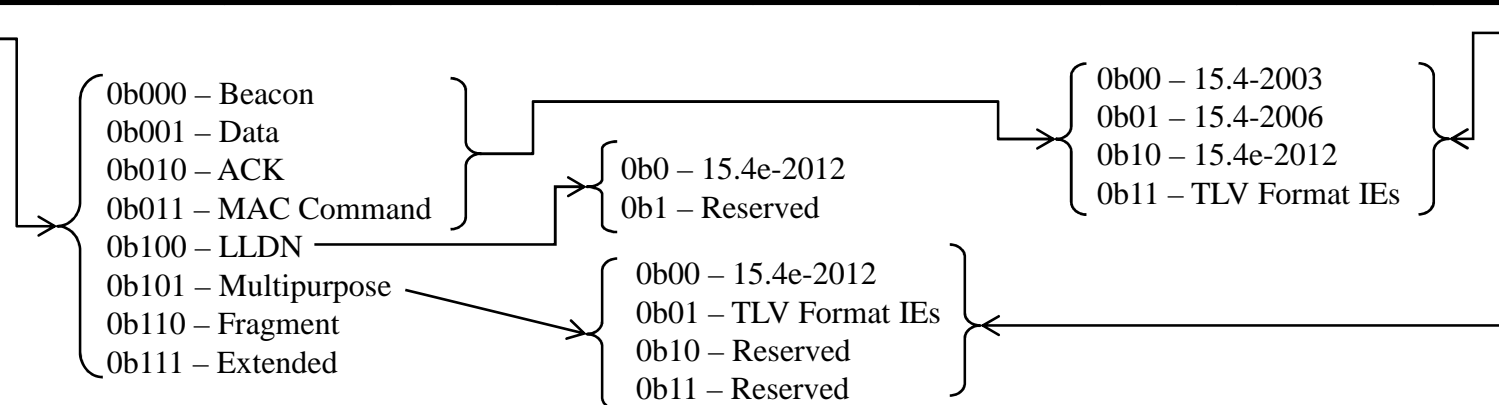 0b000 – Beacon
0b001 – Data
0b010 – ACK
0b011 – MAC Command
0b100 – LLDN
0b101 – Multipurpose
0b110 – Fragment
0b111 – Extended
0b0 – 15.4e-2012
0b1 – Reserved
0b00 – 15.4e-2012
0b01 – TLV Format IEs
0b10 – Reserved
0b11 – Reserved
0b00 – 15.4-2003
0b01 – 15.4-2006
0b10 – 15.4e-2012
0b11 – TLV Format IEs